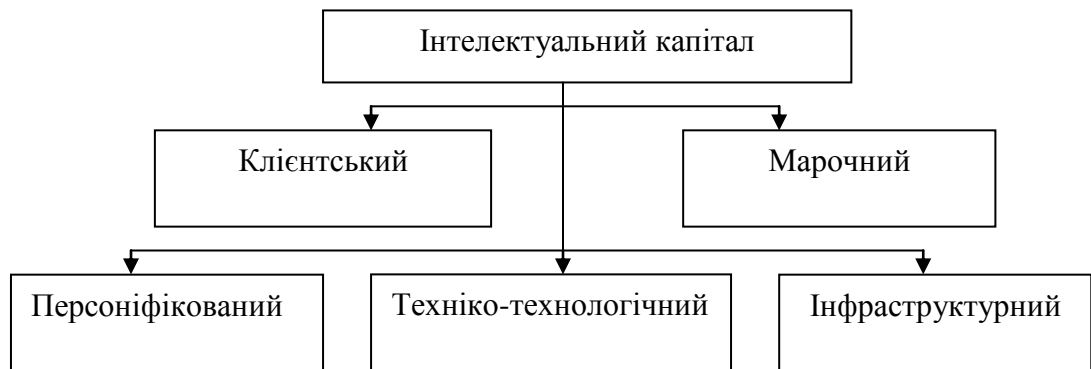 Інтелектуальний капітал
Клієнтський
Марочний
Персоніфікований
Техніко-технологічний
Інфраструктурний